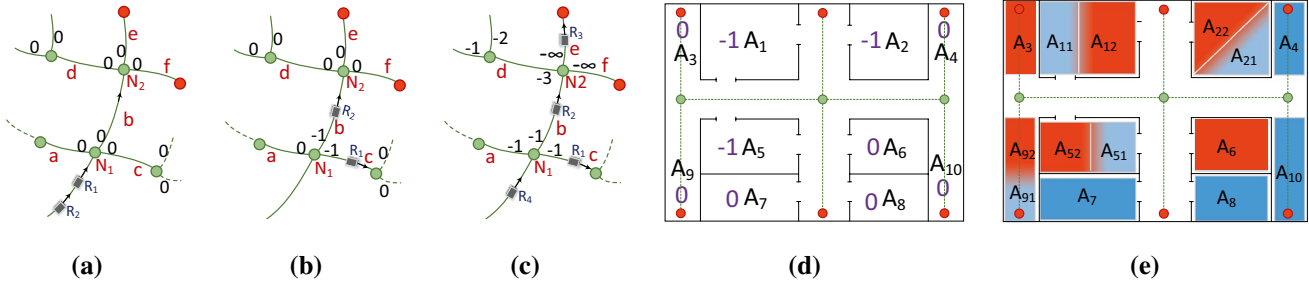 0 0 e
0 0 0 0 f
d N₂
b
0 0 0
a N₁ 0 0
c
R₁ 0
R₂
(a)
0 0 e
0 0 0 0 f
d N₂
R₂
b
0 -1 -1 0
a -1 R₁ c
N₁ 0
(b)
R₃
-1 -2 e
-∞ -∞
d -3 N2 f
R₂
b
-1 -1 R₁
a -1 c
N₁
R₄
(c)
0 -1 A₁ -1 A₂ 0
A₃ A₄
-1 A₅ 0 A₆
A₉ A₁₀
0 0 A₇ 0 A₈ 0
(d)
A₃ A₁₁ A₁₂ A₂₂ A₂₁ A₄
A₉₂ A₅₂ A₅₁ A₆
A₉₁ A₇ A₈ A₁₀
(e)